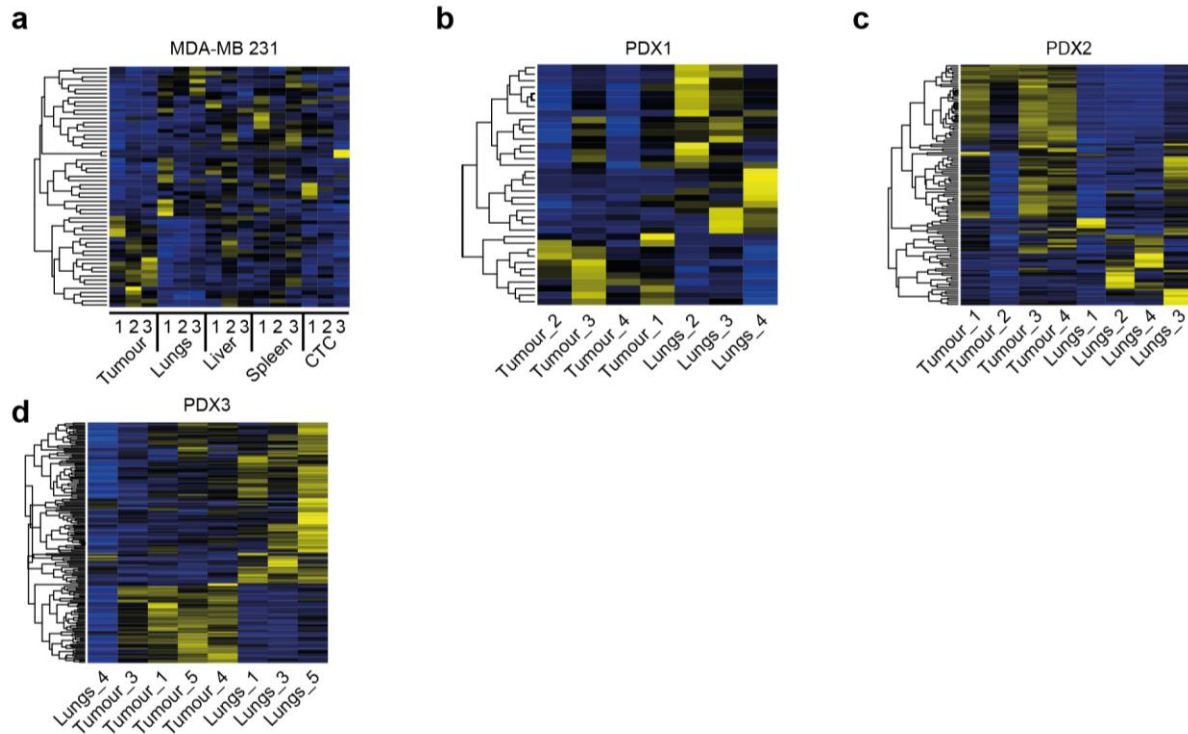 a
MDA-MB 231
1 2 3 1 2 3 1 2 3 1 2 3 1 2 3
Tumour Lungs Liver Spleen CTC
b
PDX1
Tumour_2 Tumour_3 Tumour_4 Tumour_1 Lungs_2 Lungs_3 Lungs_4
c
PDX2
Tumour_1 Tumour_2 Tumour_3 Tumour_4 Lungs_1 Lungs_2 Lungs_4 Lungs_3
d
PDX3
Lungs_4 Tumour_3 Tumour_1 Tumour_5 Tumour_4 Lungs_1 Lungs_3 Lungs_5